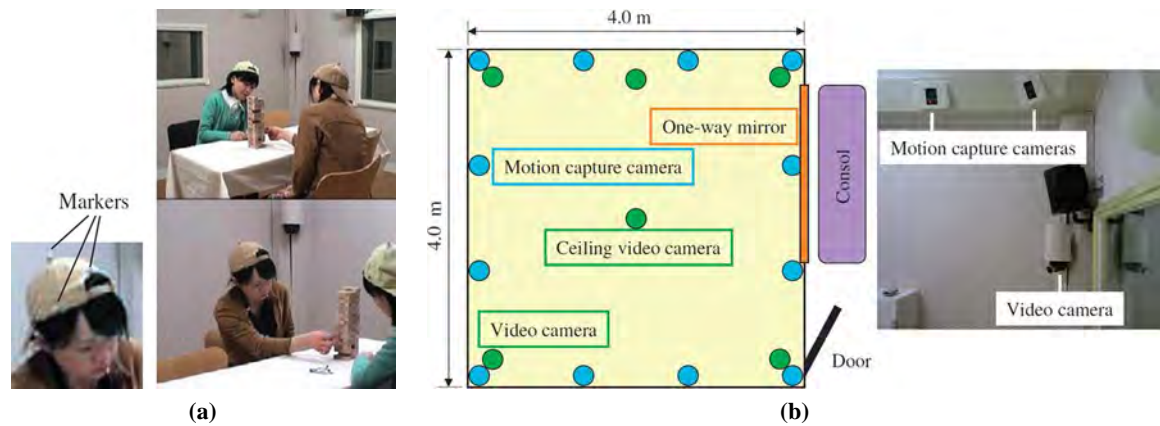 Markers
(a)
4.0 m
4.0 m
One-way mirror
Motion capture camera
Consol
Ceiling video camera
Video camera
Door
Motion capture cameras
Video camera
(b)